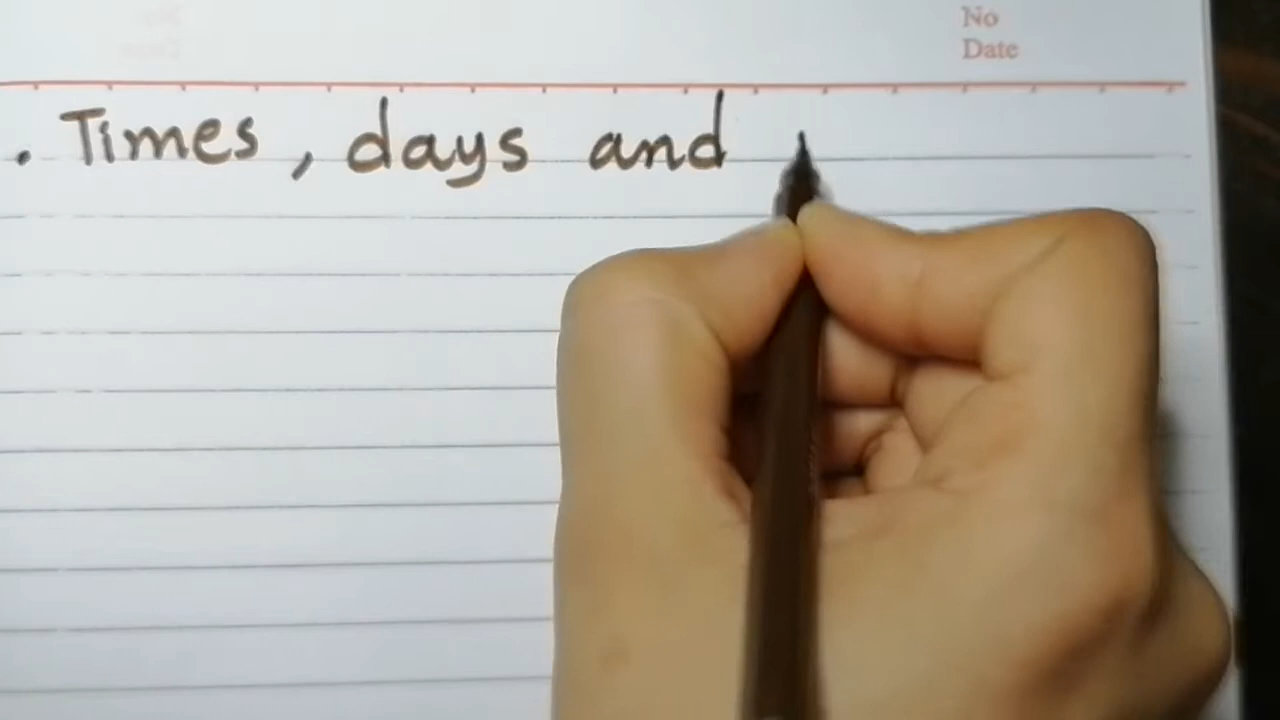 No
Date
. Times, days and